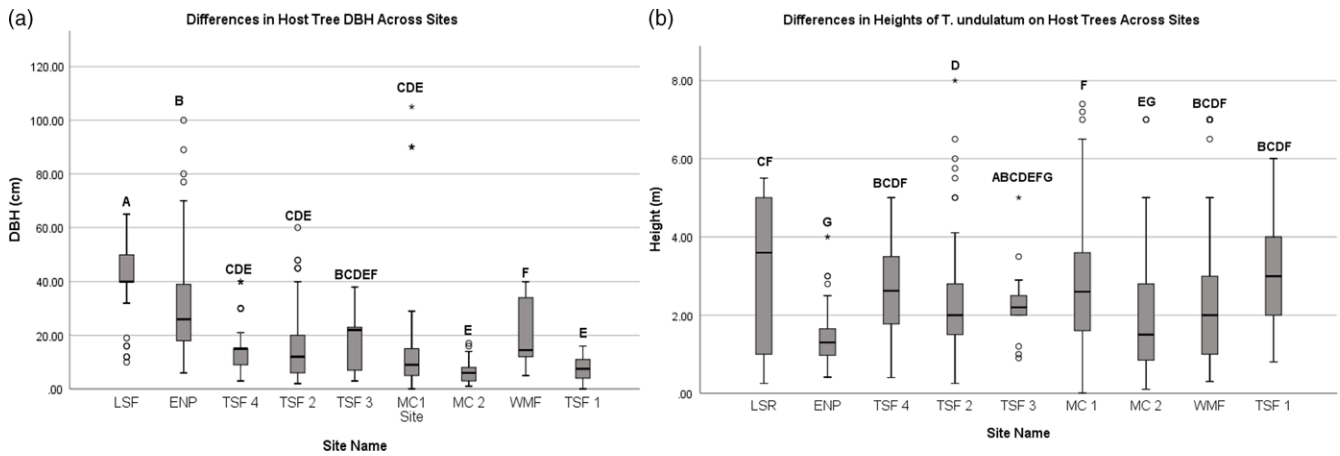 (a)
Differences in Host Tree DBH Across Sites
DBH (cm)
120.00
100.00
80.00
60.00
40.00
20.00
.00
A
B
CDE
CDE
BCDEF
CDE
E
F
E
LSF ENP TSF 4 TSF 2 TSF 3 MC1 MC 2 WMF TSF 1
Site
Site Name
(b)
Differences in Heights of T. undulatum on Host Trees Across Sites
Height (m)
8.00
6.00
4.00
2.00
.00
CF
G
BCDF
D
ABCDEFG
F
EG
BCDF
BCDF
LSR ENP TSF 4 TSF 2 TSF 3 MC 1 MC 2 WMF TSF 1
Site Name